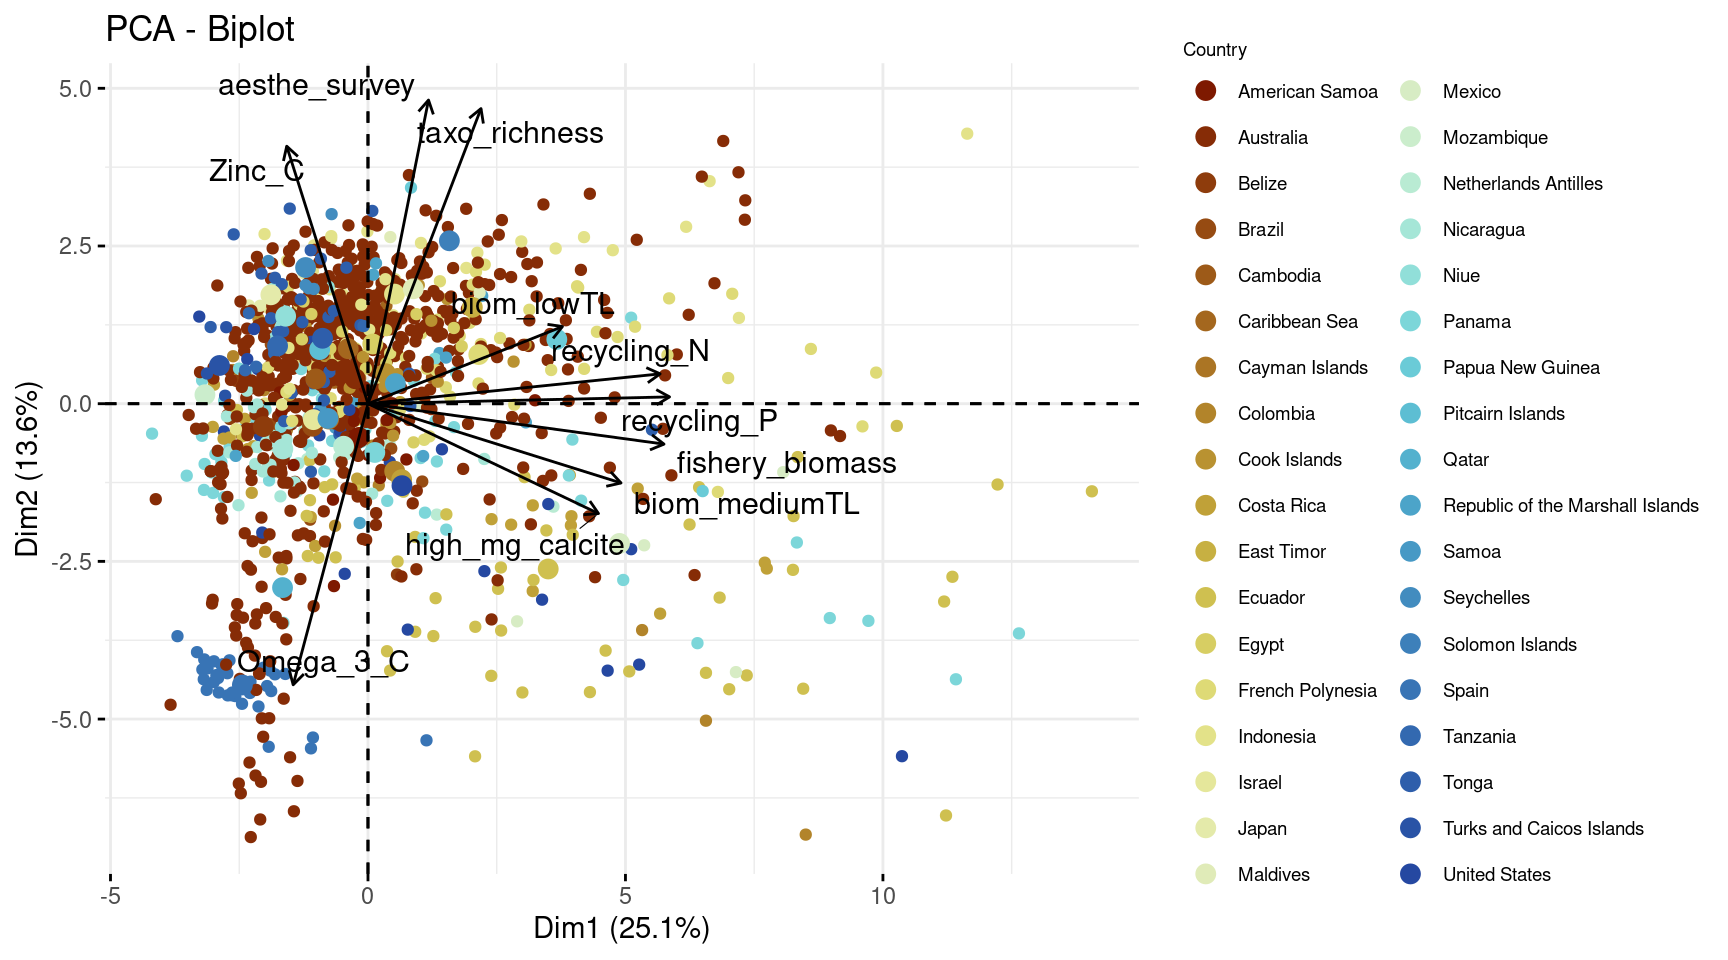 PCA - Biplot
Country
aesthe_survey
taxo_richness
Zinc_C
biom_lowTL
recycling_N
recycling_P
fishery_biomass
biom_mediumTL
high_mg_calcite
Omega_3_C
5.0
2.5
0.0
-2.5
-5.0
Dim2 (13.6%)
-5
0
5
10
Dim1 (25.1%)
American Samoa
Australia
Belize
Brazil
Cambodia
Caribbean Sea
Cayman Islands
Colombia
Cook Islands
Costa Rica
East Timor
Ecuador
Egypt
French Polynesia
Indonesia
Israel
Japan
Maldives
Mexico
Mozambique
Netherlands Antilles
Nicaragua
Niue
Panama
Papua New Guinea
Pitcairn Islands
Qatar
Republic of the Marshall Islands
Samoa
Seychelles
Solomon Islands
Spain
Tanzania
Tonga
Turks and Caicos Islands
United States